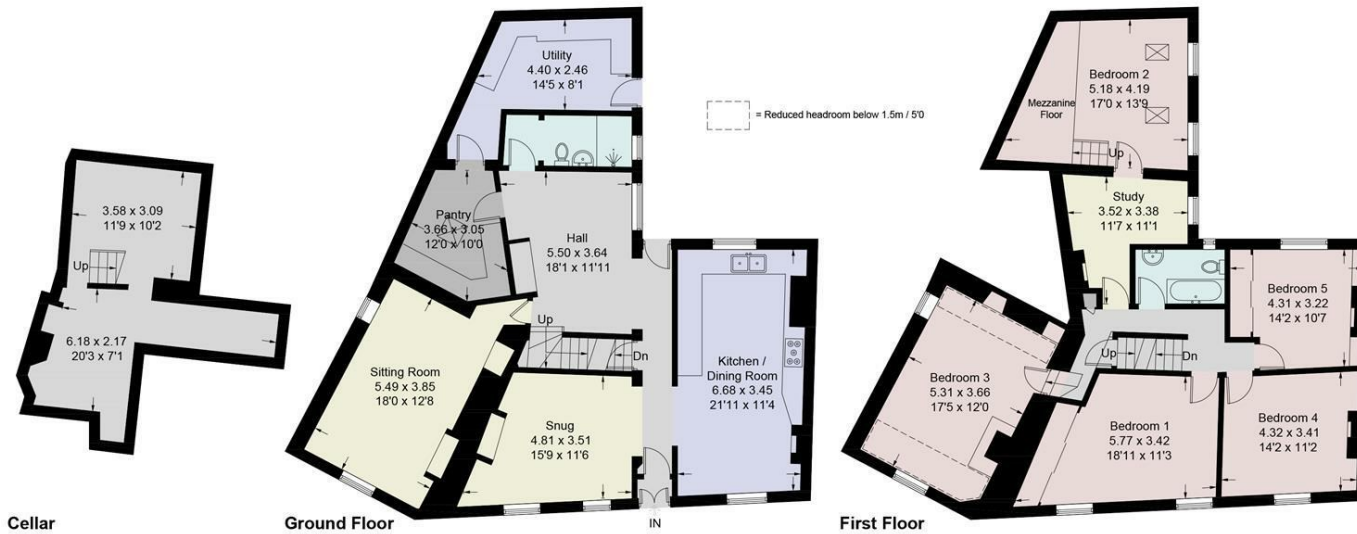 3.58 x 3.09
11'9 x 10'2
Up
6.18 x 2.17
20'3 x 7'1
Cellar
Utility
4.40 x 2.46
14'5 x 8'1
Pantry
3.66 x 3.05
12'0 x 10'0
Hall
5.50 x 3.64
18'1 x 11'11
Up
Dn
Sitting Room
5.49 x 3.85
18'0 x 12'8
Snug
4.81 x 3.51
15'9 x 11'6
Kitchen /
Dining Room
6.68 x 3.45
21'11 x 11'4
IN
Ground Floor
= Reduced headroom below 1.5m / 5'0
Bedroom 2
5.18 x 4.19
17'0 x 13'9
Mezzanine
Floor
Up
Study
3.52 x 3.38
11'7 x 11'1
Bedroom 5
4.31 x 3.22
14'2 x 10'7
Up
Dn
Bedroom 3
5.31 x 3.66
17'5 x 12'0
Bedroom 1
5.77 x 3.42
18'11 x 11'3
Bedroom 4
4.32 x 3.41
14'2 x 11'2
First Floor